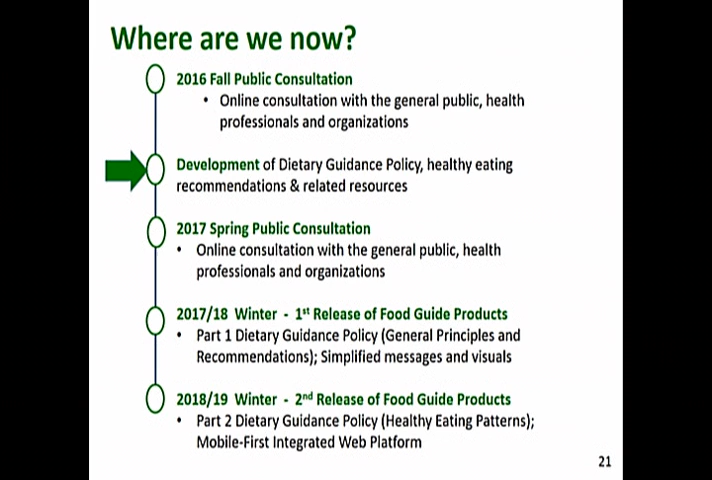 Where are we now?
2016 Fall Public Consultation
• Online consultation with the general public, health
professionals and organizations
Development of Dietary Guidance Policy, healthy eating
recommendations & related resources
2017 Spring Public Consultation
• Online consultation with the general public, health
professionals and organizations
2017/18 Winter - 1st Release of Food Guide Products
• Part 1 Dietary Guidance Policy (General Principles and
Recommendations); Simplified messages and visuals
2018/19 Winter - 2nd Release of Food Guide Products
• Part 2 Dietary Guidance Policy (Healthy Eating Patterns);
Mobile-First Integrated Web Platform
21